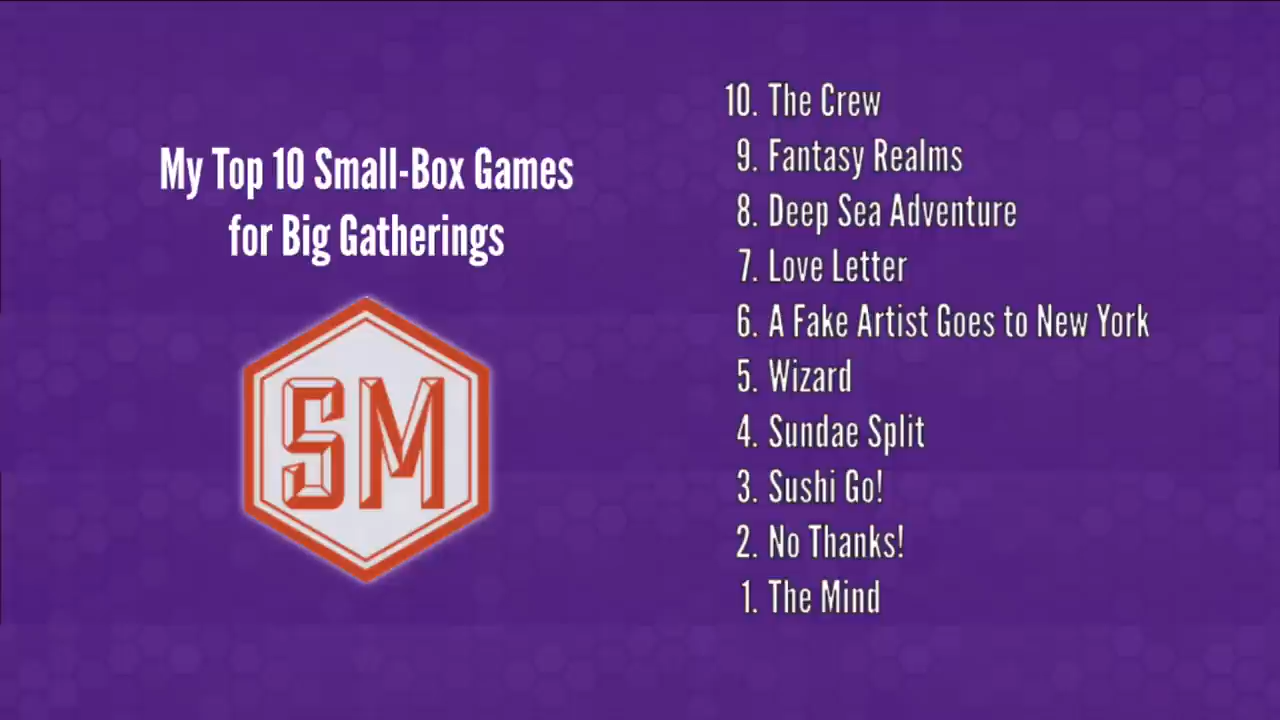 My Top 10 Small-Box Games
for Big Gatherings
SM
10. The Crew
9. Fantasy Realms
8. Deep Sea Adventure
7. Love Letter
6. A Fake Artist Goes to New York
5. Wizard
4. Sundae Split
3. Sushi Go!
2. No Thanks!
1. The Mind